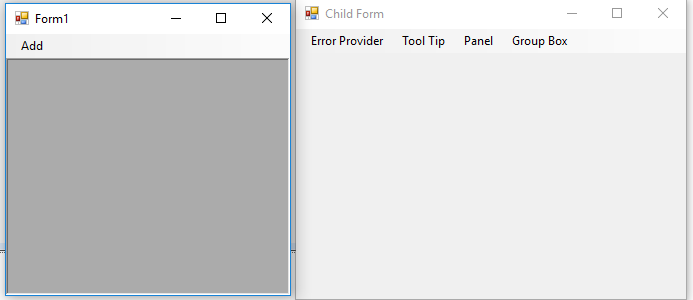 Form1
Add
Child Form
Error Provider Tool Tip Panel Group Box